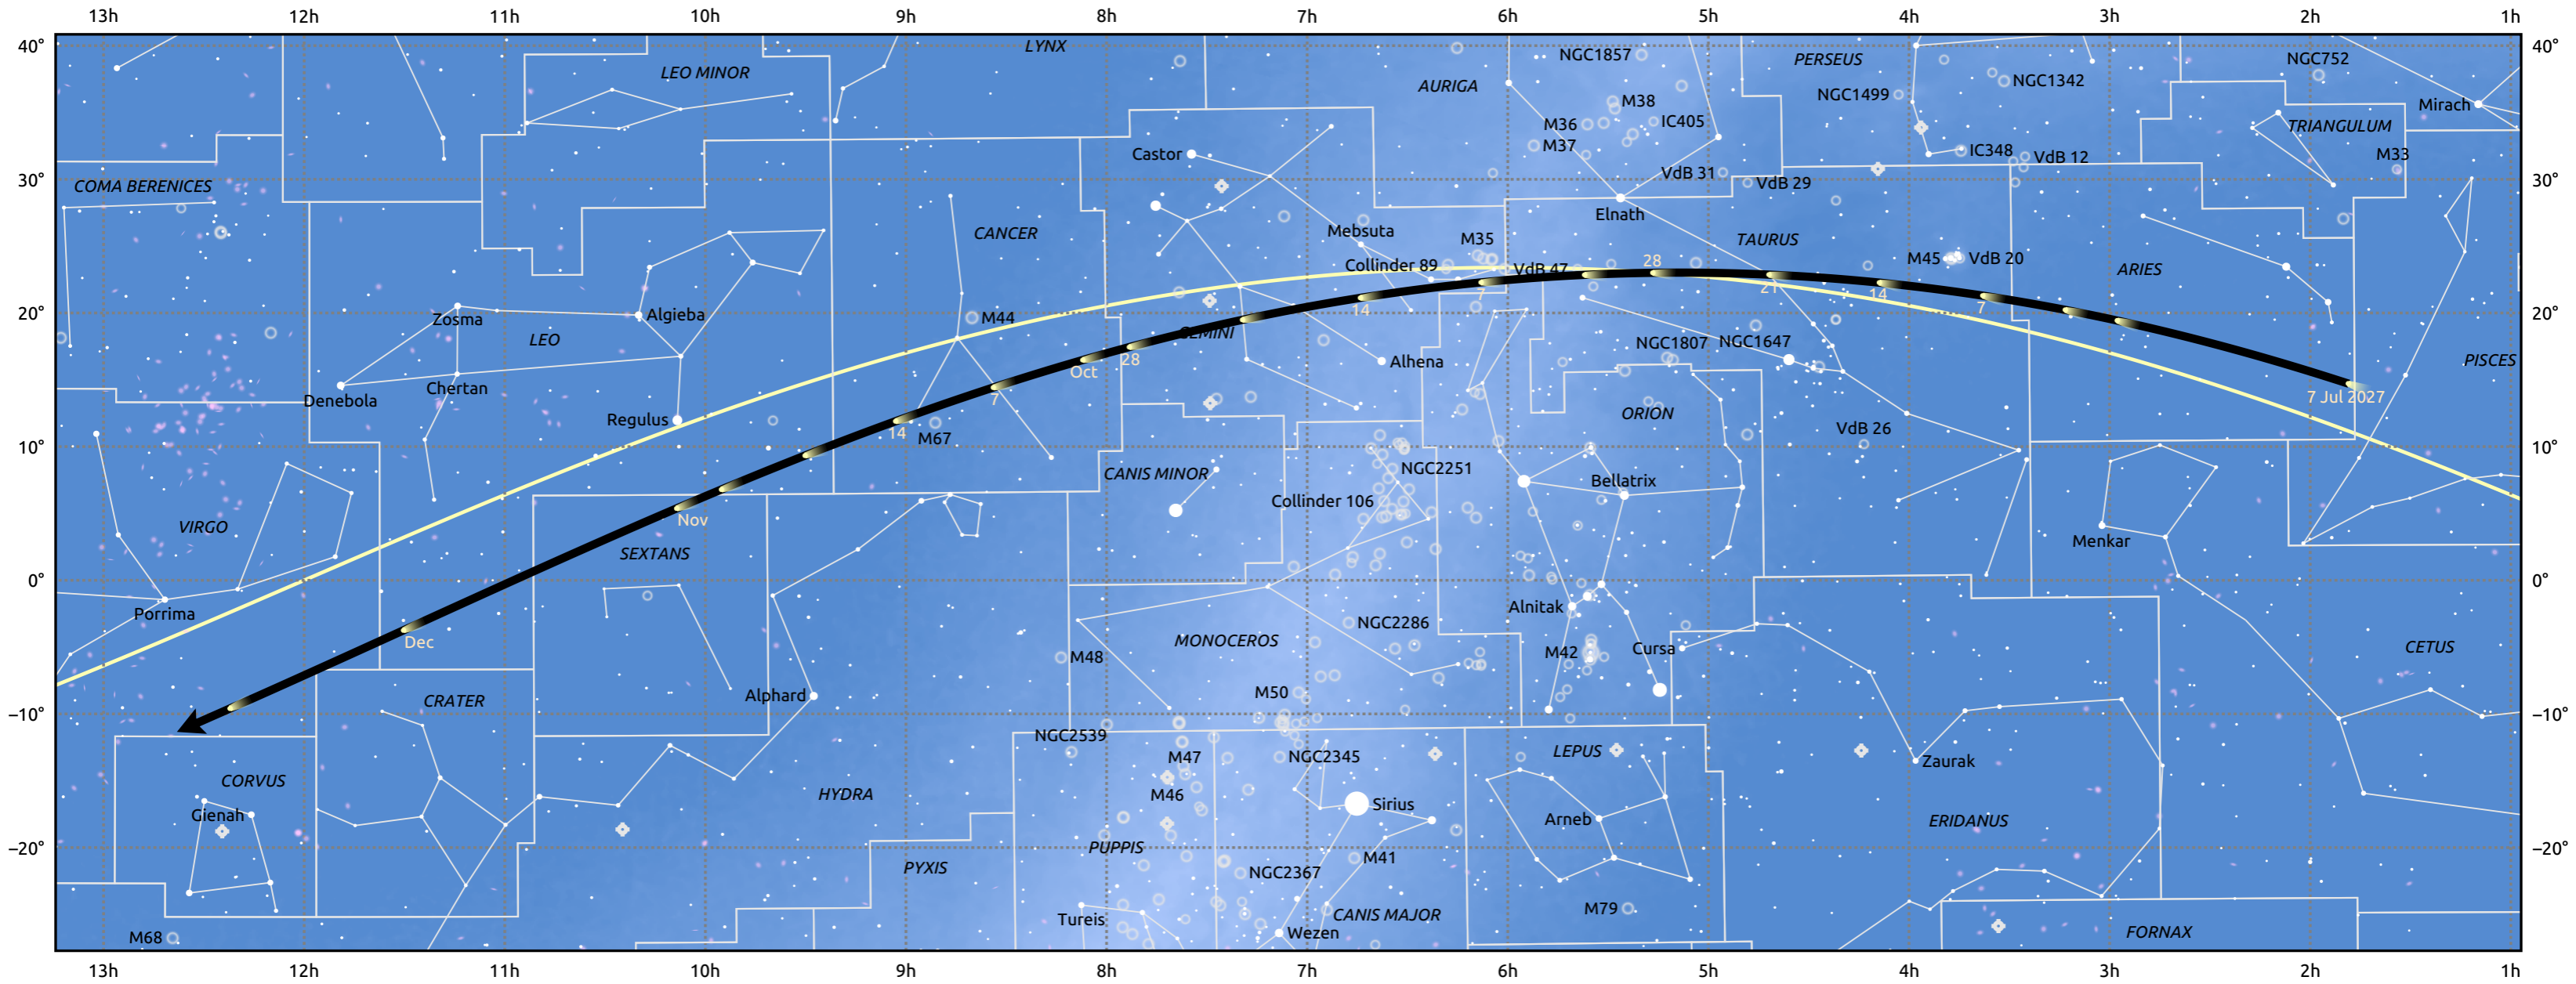 13h 12h 11h 10h 9h 8h 7h 6h 5h 4h 3h 2h 1h
40° LYNX 40°
NGC1857 PERSEUS NGC752
LEO MINOR AURIGA NGC1342
NGC1499
M38 Mirach
M36 IC405 TRIANGULUM
M37
Castor IC348 VdB 12 M33
VdB 31 VdB 29
30° COMA BERENICES 30°
Elnath
CANCER Mebsuta M35 TAURUS
Collinder 89 VdB 47 28 M45 VdB 20 ARIES
21 14 7
20° Zosma Algieba M44 14 7 20°
LEO GEMINI NGC1807 NGC1647
Oct 28 Alhena PISCES
Denebola Chertan 7 7 Jul 2027
Regulus 14 M67 ORION VdB 26
10° 10°
CANIS MINOR NGC2251 Bellatrix
Collinder 106
VIRGO Nov Menkar
SEXTANS
0° 0°
Porrima Alnitak
Dec MONOCEROS NGC2286 Cursa CETUS
M48 M42
CRATER Alphard M50
−10° −10°
NGC2539 M47 NGC2345 LEPUS Zaurak
CORVUS HYDRA M46 Sirius
Gienah Arneb ERIDANUS
−20° PUPPIS M41 −20°
PYXIS NGC2367
Tureis CANIS MAJOR M79
M68 Wezen FORNAX
13h 12h 11h 10h 9h 8h 7h 6h 5h 4h 3h 2h 1h